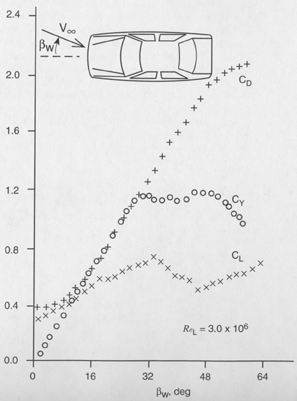 2.4
V∞
βW
2.0
CD
1.6
1.2
CY
0.8
CL
0.4
ReL = 3.0 x 10⁶
0.0
0 16 32 48 64
βW, deg